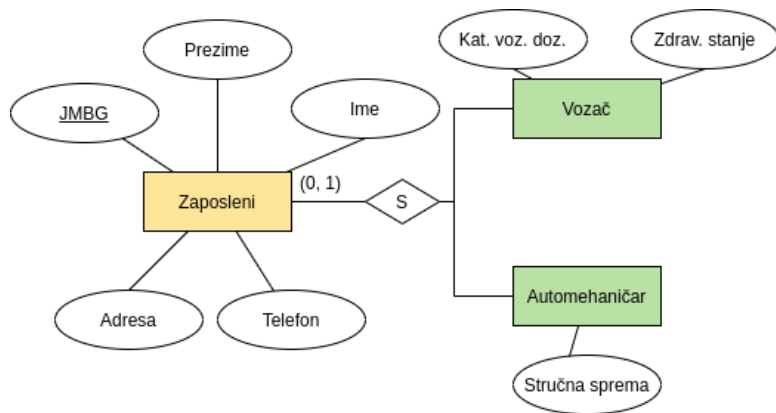 Prezime
Kat. voz. doz.
Zdrav. stanje
JMBG
Ime
Vozač
(0, 1)
Zaposleni
S
Automehaničar
Adresa
Telefon
Stručna sprema